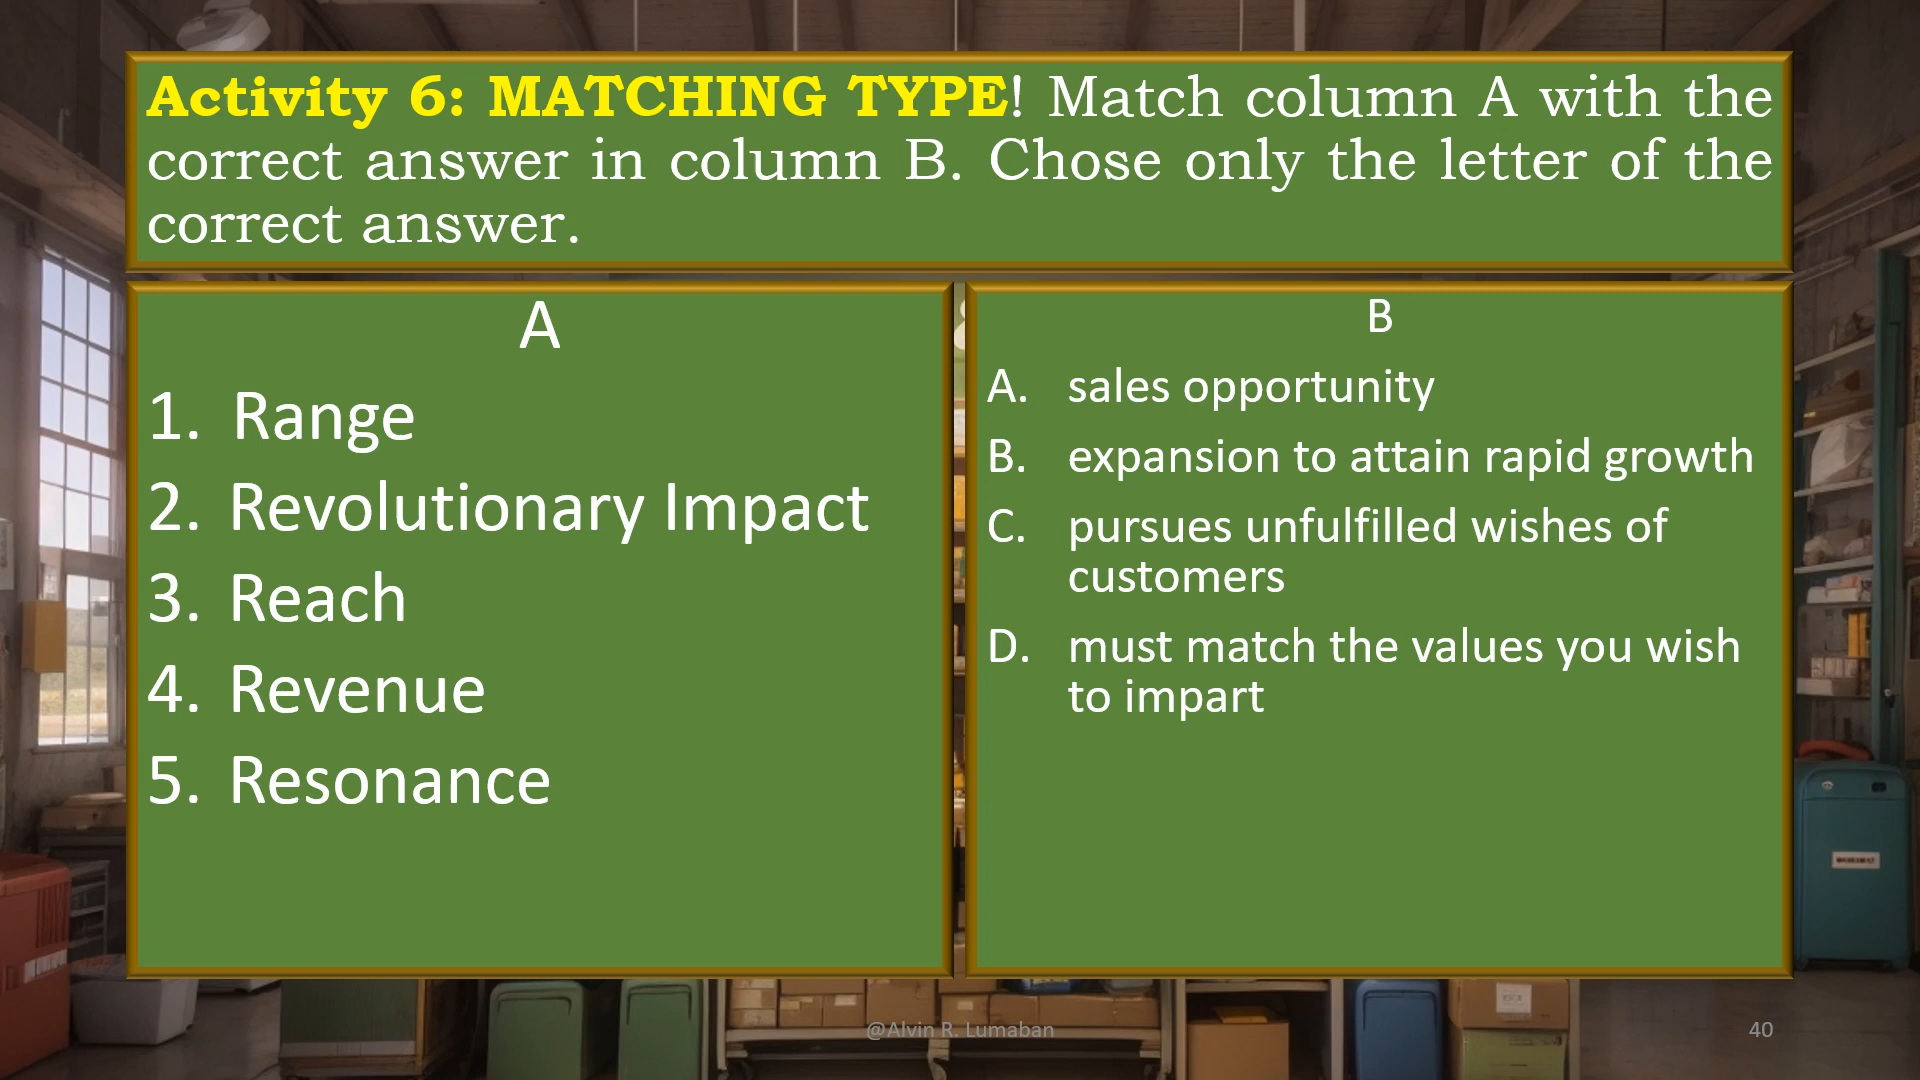 Activity 6: MATCHING TYPE! Match column A with the
correct answer in column B. Chose only the letter of the
correct answer.
A
1. Range
2. Revolutionary Impact
3. Reach
4. Revenue
5. Resonance
B
A. sales opportunity
B. expansion to attain rapid growth
C. pursues unfulfilled wishes of
customers
D. must match the values you wish
to impart
@Alvin R. Lumaban
40